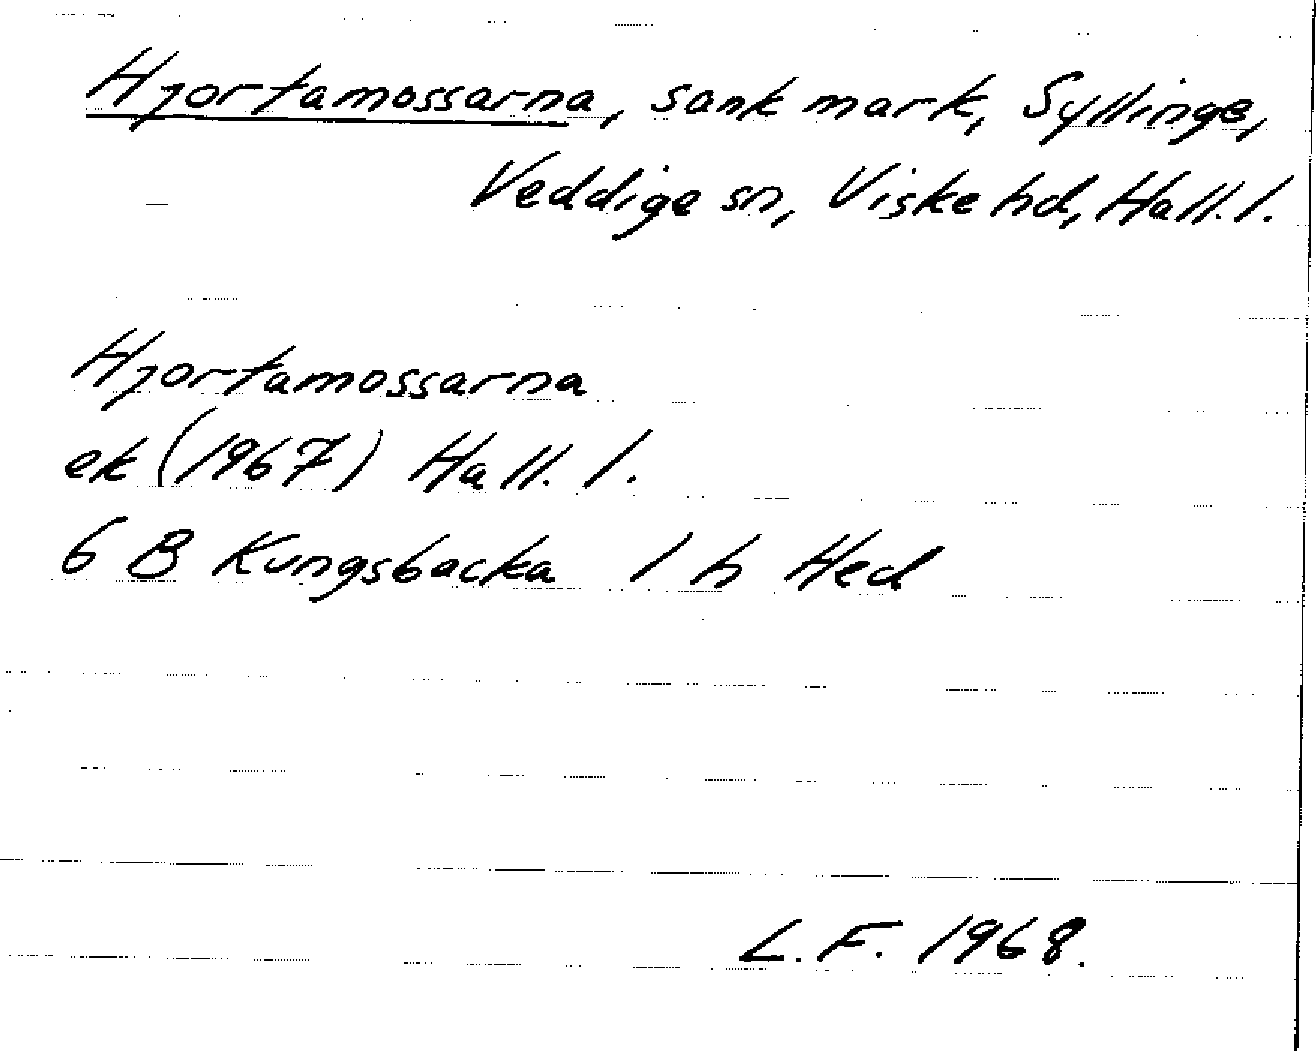 Hjortamossarna, sank mark, Syllinge,
Veddige sn, Viske hd, Hall. l.
Hjortamossarna
ek (1967) Hall. l.
6 B Kungsbacka 1 h Hed
L. F. 1968.